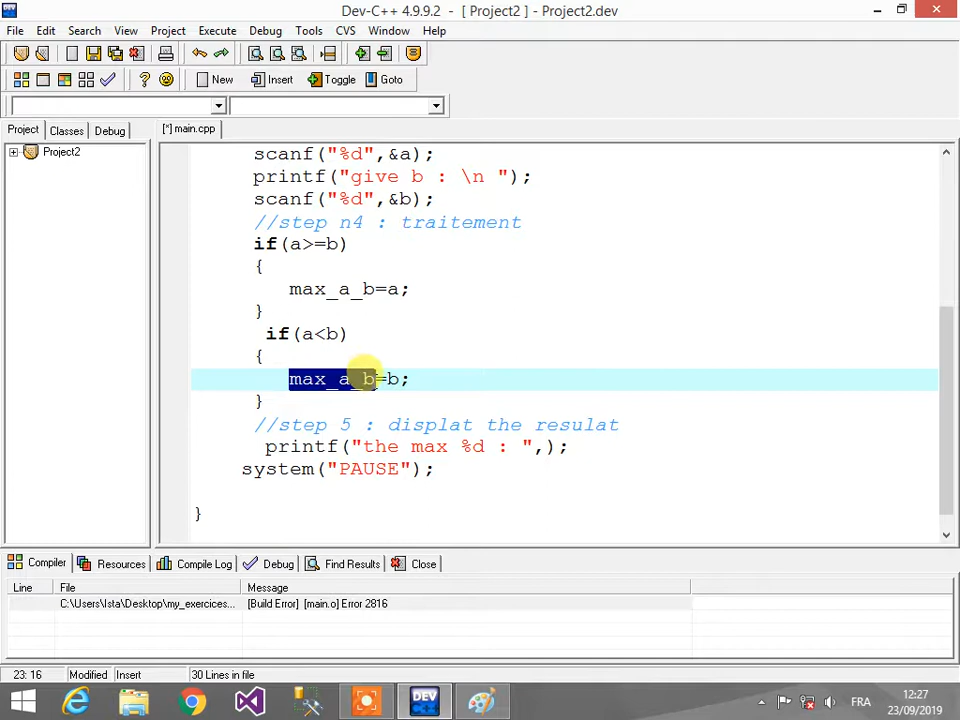 Dev-C++ 4.9.9.2 - [ Project2 ] - Project2.dev
File Edit Search View Project Execute Debug Tools CVS Window Help
New Insert Toggle Goto
Project Classes Debug [*] main.cpp
Project2
scanf("%d",&a);
printf("give b : \n ");
scanf("%d",&b);
//step n4 : traitement
if(a>=b)
{
max_a_b=a;
}
if(a<b)
{
max_a_b=b;
}
//step 5 : displat the resulat
printf("the max %d : ",);
system("PAUSE");
}
Compiler Resources Compile Log Debug Find Results Close
Line File Message
C:\Users\Ista\Desktop\my_exercices... [Build Error] [main.o] Error 2816
23: 16 Modified Insert 30 Lines in file
DEV C++ FRA 12:27
23/09/2019